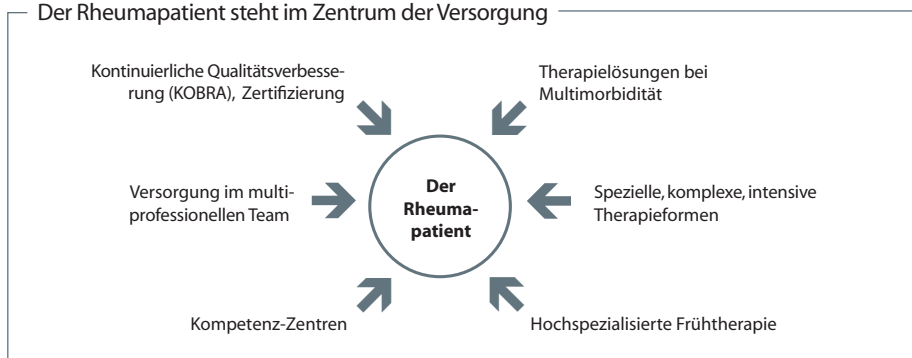 Der Rheumapatient steht im Zentrum der Versorgung
Kontinuierliche Qualitätsverbesse-
rung (KOBRA), Zertifizierung
Therapielösungen bei
Multimorbidität
Versorgung im multi-
professionellen Team
Der
Rheuma-
patient
Spezielle, komplexe, intensive
Therapieformen
Kompetenz-Zentren
Hochspezialisierte Frühtherapie